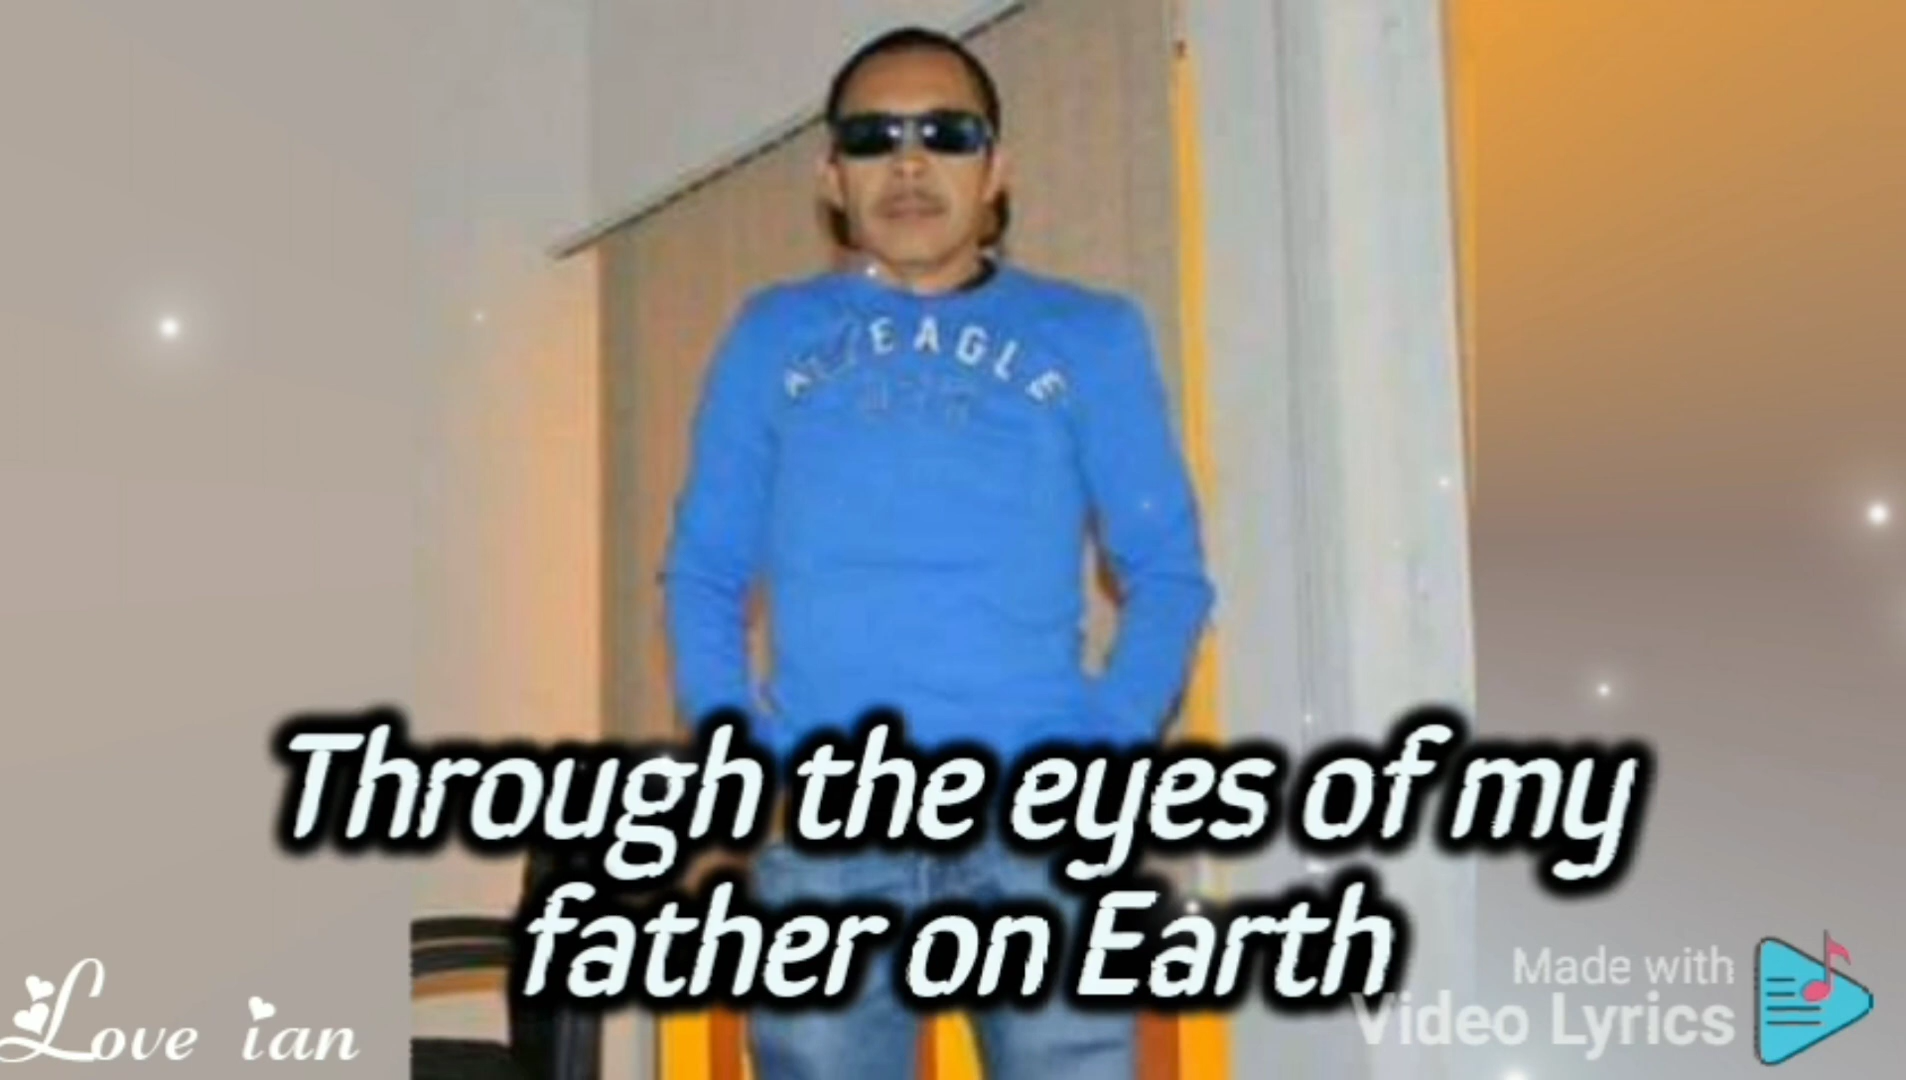 EAGLE
Through the eyes of my
father on Earth
Love ian
Made with
Video Lyrics